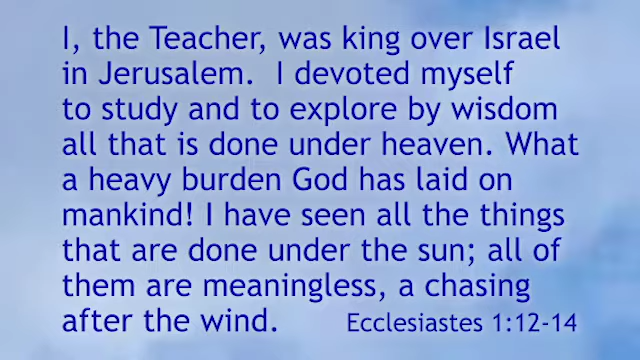 I, the Teacher, was king over Israel
in Jerusalem.  I devoted myself
to study and to explore by wisdom
all that is done under heaven. What
a heavy burden God has laid on
mankind! I have seen all the things
that are done under the sun; all of
them are meaningless, a chasing
after the wind. Ecclesiastes 1:12-14